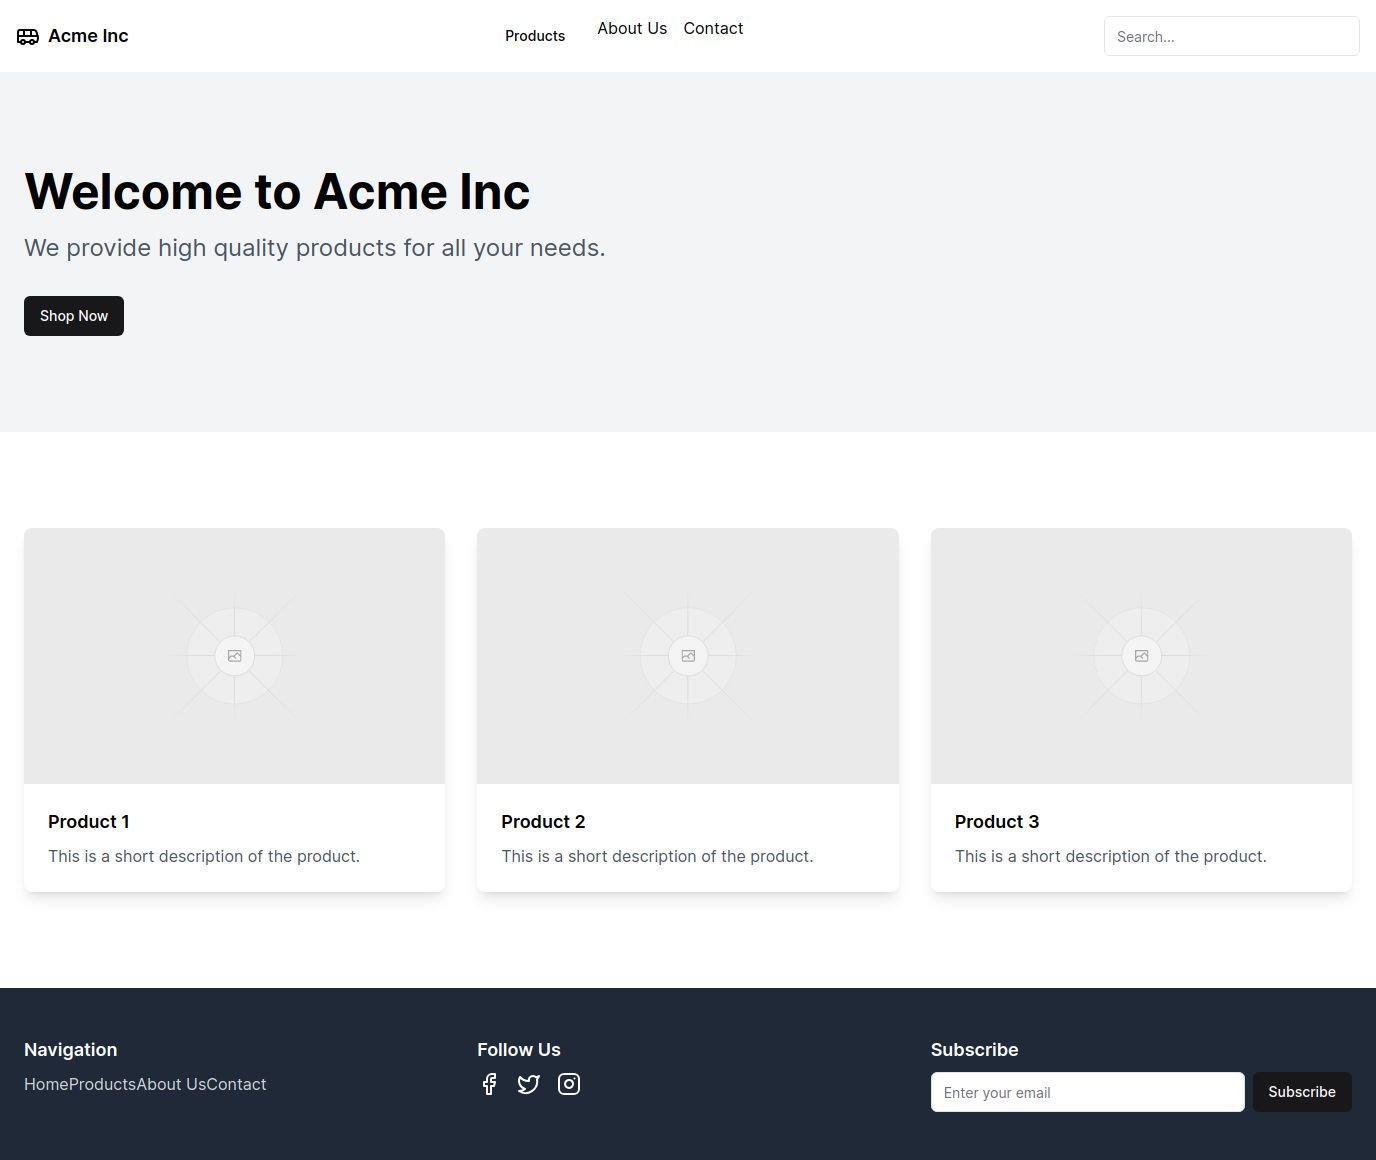 Acme Inc
Products
About Us
Contact
Search...
Welcome to Acme Inc
We provide high quality products for all your needs.
Shop Now
Product 1
This is a short description of the product.
Product 2
This is a short description of the product.
Product 3
This is a short description of the product.
Navigation
HomeProductsAbout UsContact
Follow Us
Subscribe
Enter your email
Subscribe